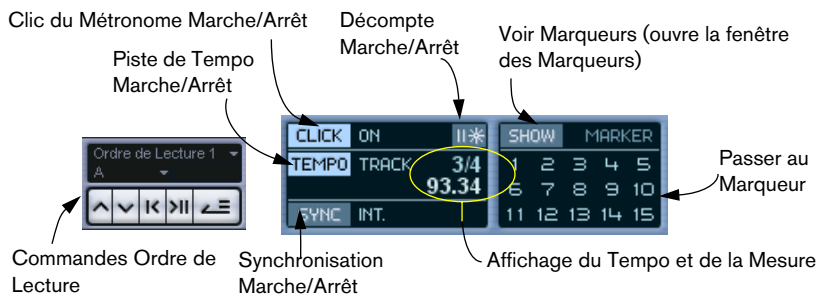 Clic du Métronome Marche/Arrêt
Décompte
Marche/Arrêt
Voir Marqueurs (ouvre la fenêtre
des Marqueurs)
Piste de Tempo
Marche/Arrêt
Ordre de Lecture 1
A
CLICK ON
TEMPO TRACK 3/4
93.34
SYNC INT.
SHOW MARKER
1 2 3 4 5
6 7 8 9 10
11 12 13 14 15
Passer au
Marqueur
Commandes Ordre de
Lecture
Synchronisation
Marche/Arrêt
Affichage du Tempo et de la Mesure